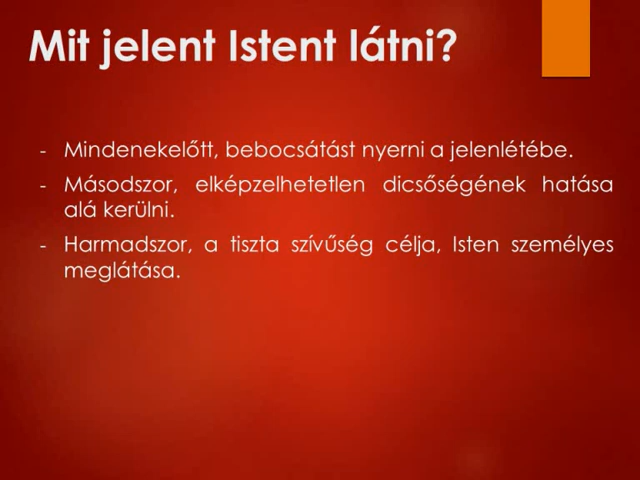 Mit jelent Istent látni?
- Mindenekelőtt, bebocsátást nyerni a jelenlétébe.
- Másodszor, elképzelhetetlen dicsőségének hatása
alá kerülni.
- Harmadszor, a tiszta szívűség célja, Isten személyes
meglátása.